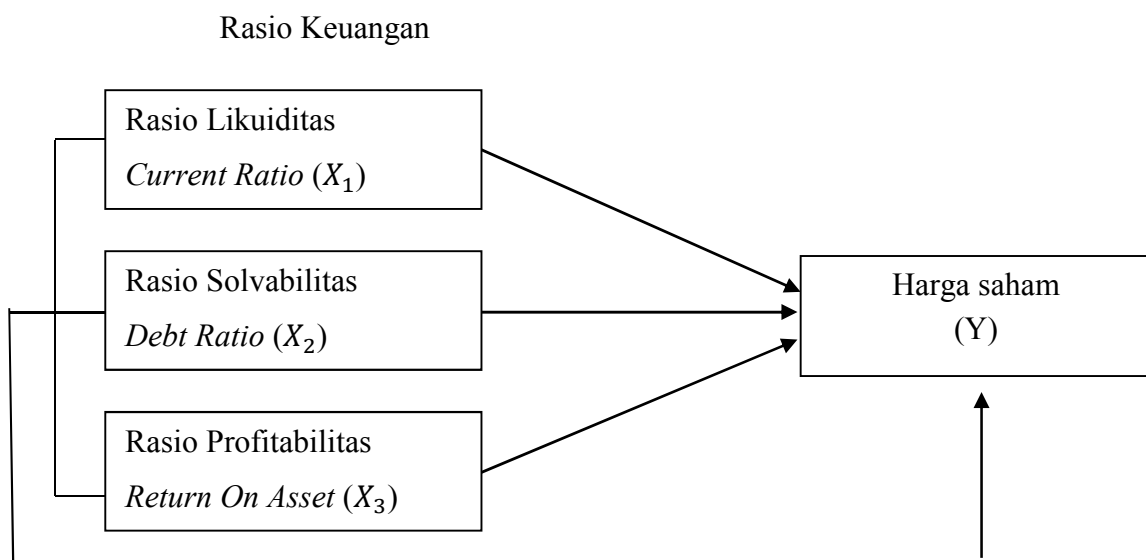 Rasio Keuangan
Rasio Likuiditas
Current Ratio (X₁)
Rasio Solvabilitas
Debt Ratio (X₂)
Rasio Profitabilitas
Return On Asset (X₃)
Harga saham
(Y)